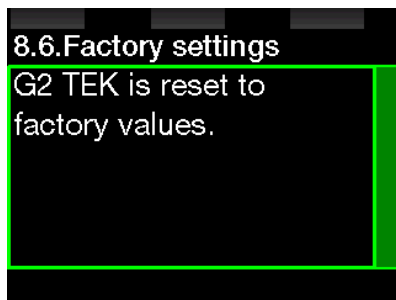 8.6.Factory settings
G2 TEK is reset to
factory values.